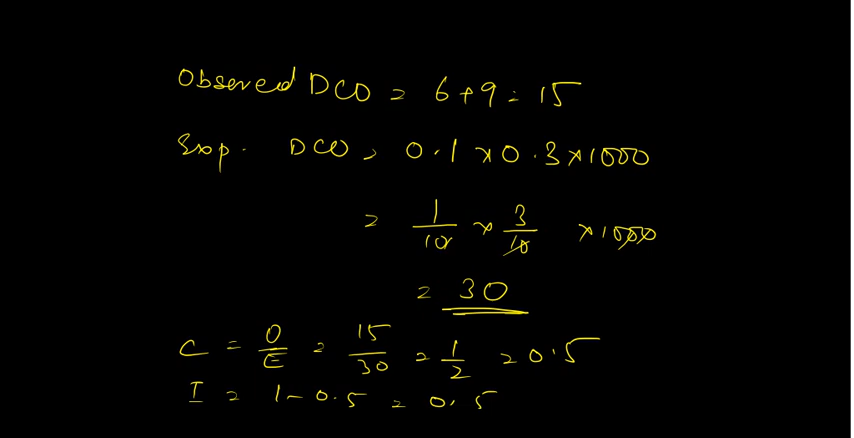 Observed DCO = 6+9 = 15
Exp. DCO = 0.1 × 0.3 × 1000
= 1/10 × 3/10 × 1000
= 30
C = O/E = 15/30 = 1/2 = 0.5
I = 1 - 0.5 = 0.5